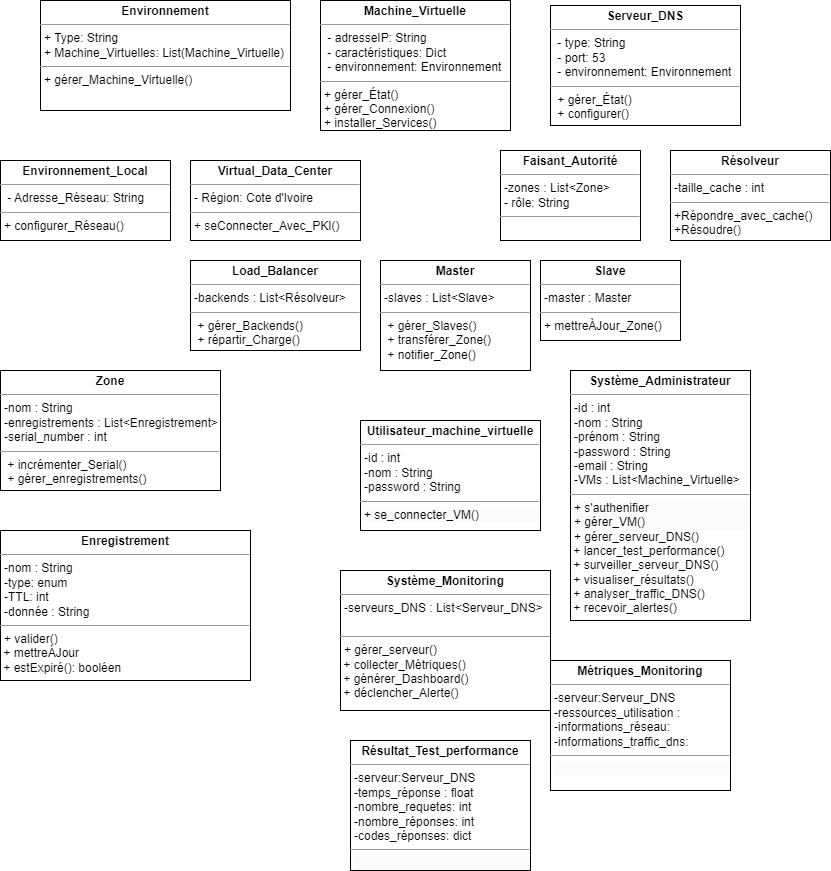 Environnement
+ Type: String
+ Machine_Virtuelles: List(Machine_Virtuelle)
+ gérer_Machine_Virtuelle()
Machine_Virtuelle
- adresseIP: String
- caractéristiques: Dict
- environnement: Environnement
+ gérer_État()
+ gérer_Connexion()
+ installer_Services()
Serveur_DNS
- type: String
- port: 53
- environnement: Environnement
+ gérer_État()
+ configurer()
Environnement_Local
- Adresse_Réseau: String
+ configurer_Réseau()
Virtual_Data_Center
- Région: Cote d'Ivoire
+ seConnecter_Avec_PKI()
Faisant_Autorité
-zones : List<Zone>
- rôle: String
Résolveur
-taille_cache : int
+Répondre_avec_cache()
+Résoudre()
Load_Balancer
-backends : List<Résolveur>
+ gérer_Backends()
+ répartir_Charge()
Master
-slaves : List<Slave>
+ gérer_Slaves()
+ transférer_Zone()
+ notifier_Zone()
Slave
-master : Master
+ mettreÀJour_Zone()
Zone
-nom : String
-enregistrements : List<Enregistrement>
-serial_number : int
+ incrémenter_Serial()
+ gérer_enregistrements()
Utilisateur_machine_virtuelle
-id : int
-nom : String
-password : String
+ se_connecter_VM()
Système_Administrateur
-id : int
-nom : String
-prénom : String
-password : String
-email : String
-VMs : List<Machine_Virtuelle>
+ s'authenifier
+ gérer_VM()
+ gérer_serveur_DNS()
+ lancer_test_performance()
+ surveiller_serveur_DNS()
+ visualiser_résultats()
+ analyser_traffic_DNS()
+ recevoir_alertes()
Enregistrement
-nom : String
-type: enum
-TTL: int
-donnée : String
+ valider()
+ mettreÀJour
+ estExpiré(): booléen
Système_Monitoring
-serveurs_DNS : List<Serveur_DNS>
+ gérer_serveur()
+ collecter_Métriques()
+ générer_Dashboard()
+ déclencher_Alerte()
Métriques_Monitoring
-serveur:Serveur_DNS
-ressources_utilisation :
-informations_réseau:
-informations_traffic_dns:
Résultat_Test_performance
-serveur:Serveur_DNS
-temps_réponse : float
-nombre_requetes: int
-nombre_réponses: int
-codes_réponses: dict